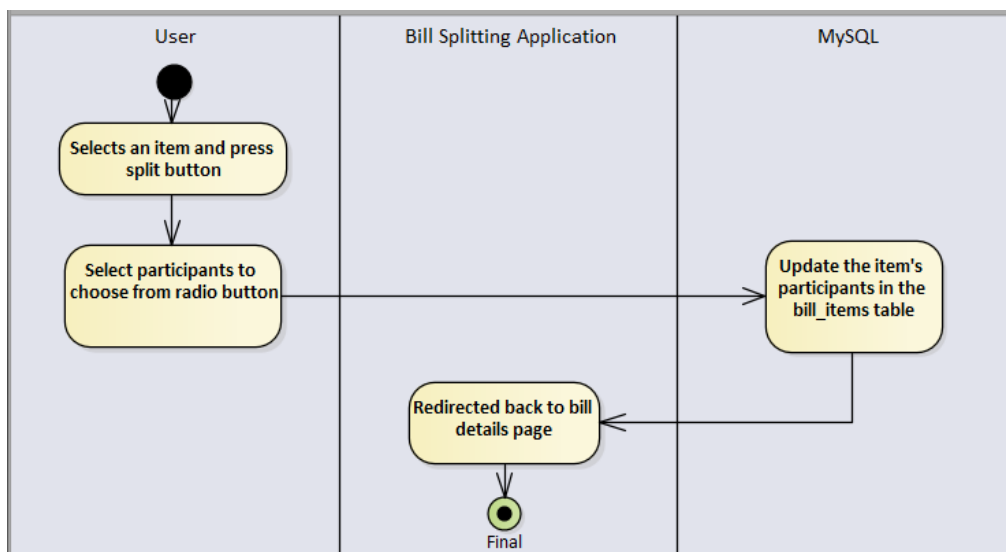 User
Bill Splitting Application
MySQL
Selects an item and press
split button
Select participants to
choose from radio button
Update the item's
participants in the
bill_items table
Redirected back to bill
details page
Final